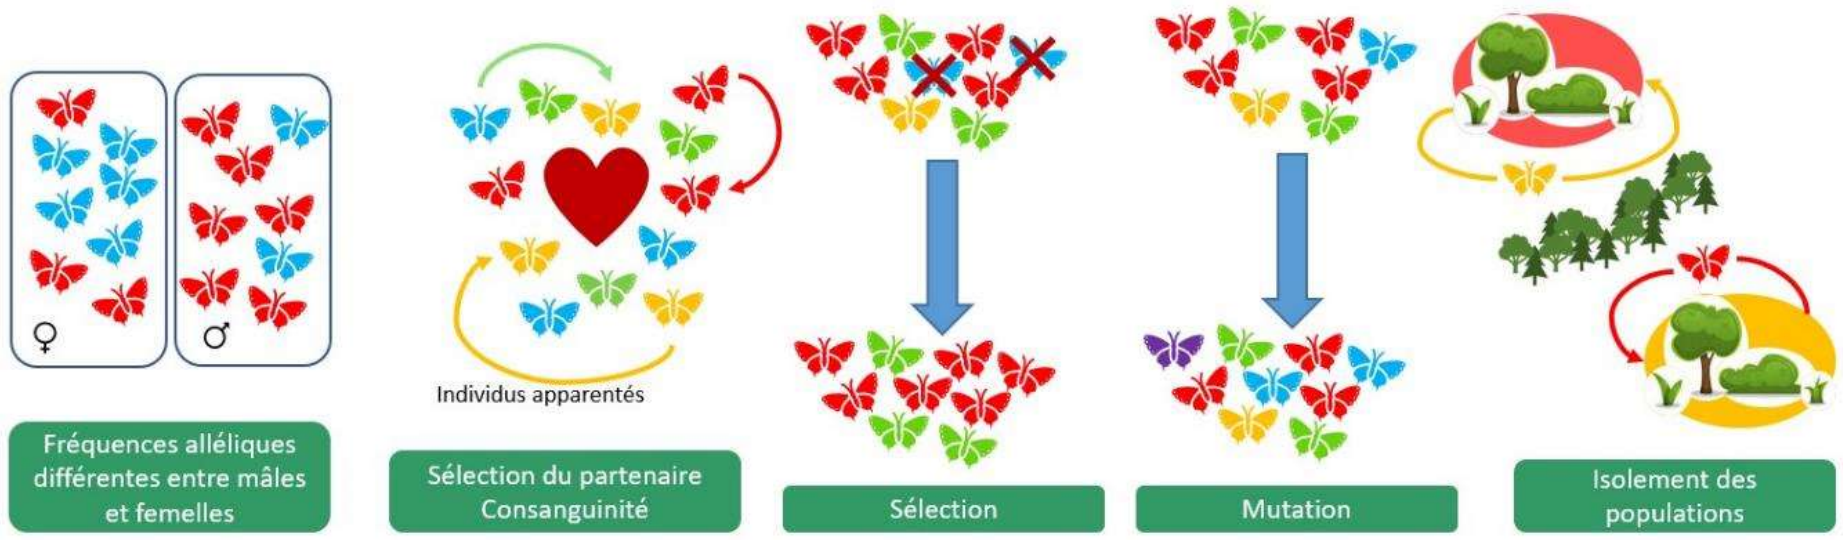 ♀
♂
Individus apparentés
Fréquences alléliques
différentes entre mâles
et femelles
Sélection du partenaire
Consanguinité
Sélection
Mutation
Isolement des
populations